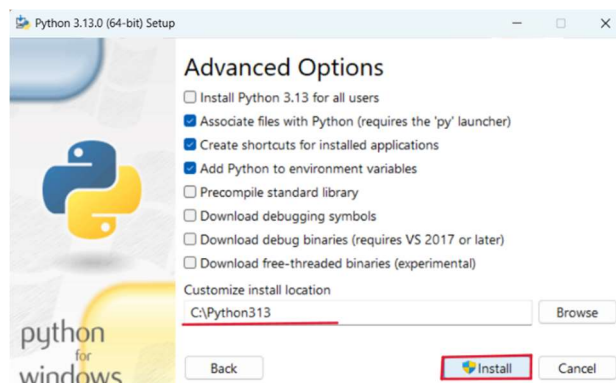 Python 3.13.0 (64-bit) Setup
Advanced Options
Install Python 3.13 for all users
Associate files with Python (requires the 'py' launcher)
Create shortcuts for installed applications
Add Python to environment variables
Precompile standard library
Download debugging symbols
Download debug binaries (requires VS 2017 or later)
Download free-threaded binaries (experimental)
Customize install location
C:\Python313
Browse
python
for
windows
Back
Install
Cancel